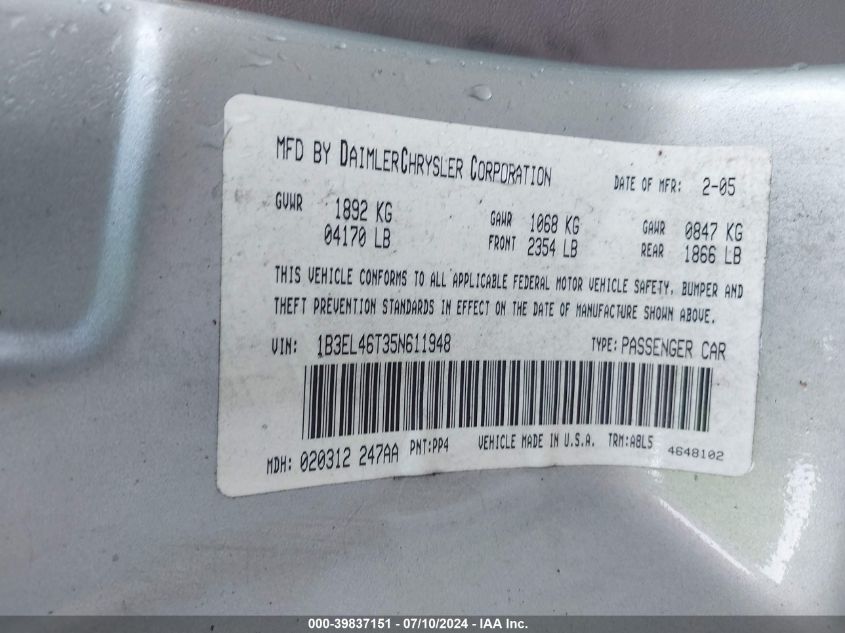 MFD BY DAIMLERCHRYSLER CORPORATION DATE OF MFR: 2-05
GVWR 1892 KG GAWR 1068 KG GAWR 0847 KG
04170 LB FRONT 2354 LB REAR 1866 LB
THIS VEHICLE CONFORMS TO ALL APPLICABLE FEDERAL MOTOR VEHICLE SAFETY, BUMPER AND
THEFT PREVENTION STANDARDS IN EFFECT ON THE DATE OF MANUFACTURE SHOWN ABOVE.
VIN: 1B3EL46T35N611948 TYPE: PASSENGER CAR
MDH: 020312 247AA PNT:PP4 VEHICLE MADE IN U.S.A. TRM:A8L5 4648102
000-39837151 - 07/10/2024 - IAA Inc.